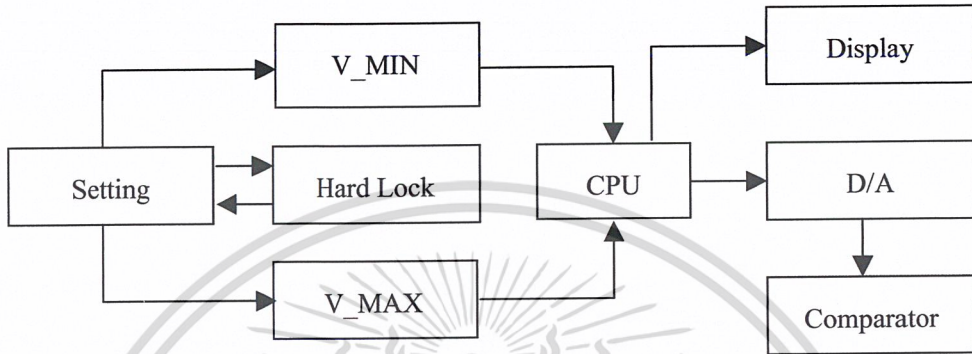 V_MIN
Display
Setting
Hard Lock
CPU
D/A
V_MAX
Comparator